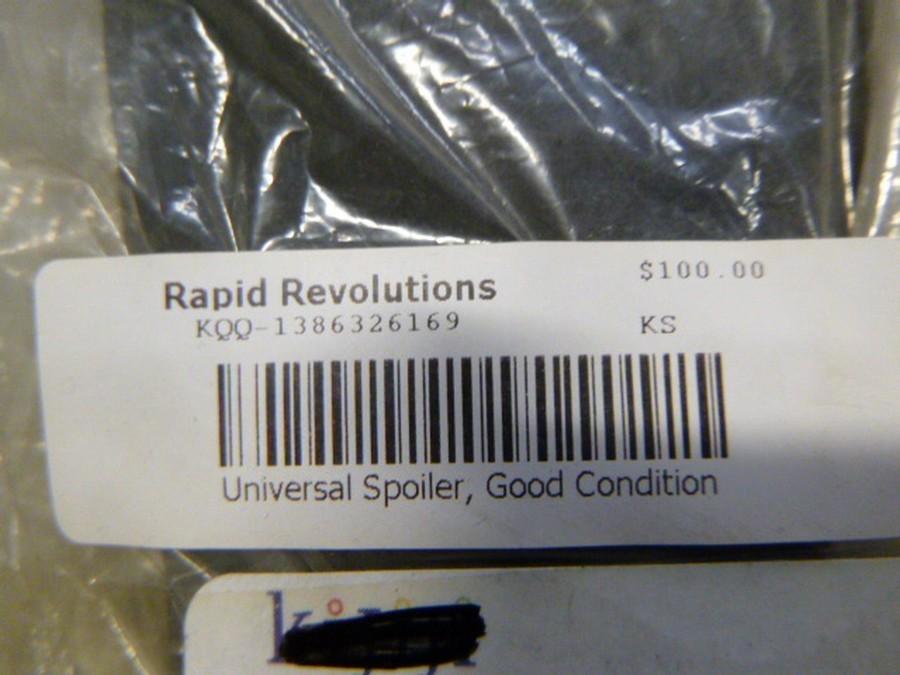 Rapid Revolutions
$100.00
KQQ-1386326169
KS
Universal Spoiler, Good Condition